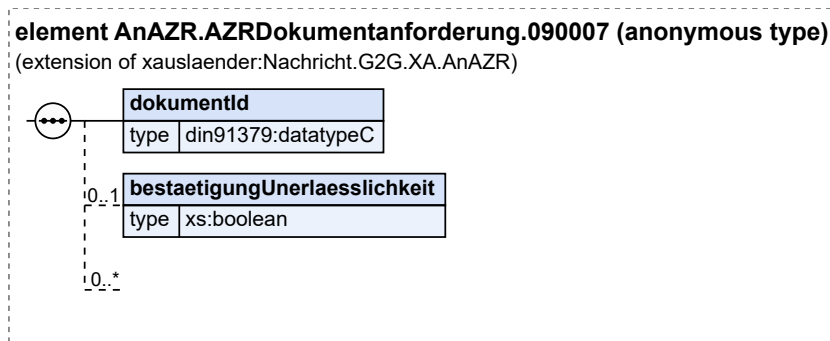 element AnAZR.AZRDokumentanforderung.090007 (anonymous type)
(extension of xauslaender:Nachricht.G2G.XA.AnAZR)
dokumentId
type din91379:datatypeC
0..1 bestaetigungUnerlaesslichkeit
type xs:boolean
0..*